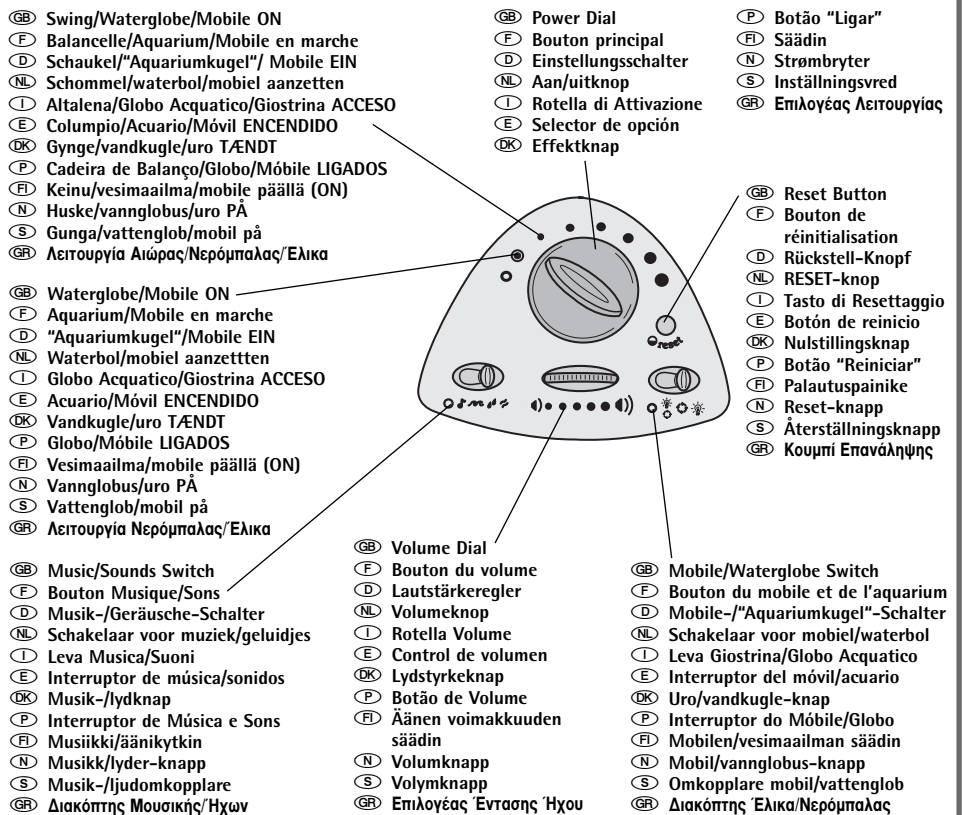 GB Swing/Waterglobe/Mobile ON
F Balancelle/Aquarium/Mobile en marche
D Schaukel/"Aquariumkugel"/ Mobile EIN
NL Schommel/waterbol/mobiel aanzetten
I Altalena/Globo Acquatico/Giostrina ACCESO
E Columpio/Acuario/Móvil ENCENDIDO
DK Gynge/vandkugle/uro TÆNDT
P Cadeira de Balanço/Globo/Móbile LIGADOS
FI Keinu/vesimaailma/mobile päällä (ON)
N Huske/vannglobus/uro PÅ
S Gunga/vattenglob/mobil på
GR Λειτουργία Αιώρας/Νερόμπαλας/Έλικα
GB Power Dial
F Bouton principal
D Einstellungsschalter
NL Aan/uitknop
I Rotella di Attivazione
E Selector de opción
DK Effektknap
P Botão "Ligar"
FI Säädin
N Strømbryter
S Inställningsvred
GR Επιλογέας Λειτουργίας
GB Reset Button
F Bouton de
réinitialisation
D Rückstell-Knopf
NL RESET-knop
I Tasto di Resettaggio
E Botón de reinicio
DK Nulstillingsknap
P Botão "Reiniciar"
FI Palautuspainike
N Reset-knapp
S Återställningsknapp
GR Κουμπί Επανάληψης
reset
GB Waterglobe/Mobile ON
F Aquarium/Mobile en marche
D "Aquariumkugel"/Mobile EIN
NL Waterbol/mobiel aanzettten
I Globo Acquatico/Giostrina ACCESO
E Acuario/Móvil ENCENDIDO
DK Vandkugle/uro TÆNDT
P Globo/Móbile LIGADOS
FI Vesimaailma/mobile päällä (ON)
N Vannglobus/uro PÅ
S Vattenglob/mobil på
GR Λειτουργία Νερόμπαλας/Έλικα
GB Music/Sounds Switch
F Bouton Musique/Sons
D Musik-/Geräusche-Schalter
NL Schakelaar voor muziek/geluidjes
I Leva Musica/Suoni
E Interruptor de música/sonidos
DK Musik-/lydknap
P Interruptor de Música e Sons
FI Musiikki/äänikytkin
N Musikk/lyder-knapp
S Musik-/ljudomkopplare
GR Διακόπτης Μουσικής/Ήχων
GB Volume Dial
F Bouton du volume
D Lautstärkeregler
NL Volumeknop
I Rotella Volume
E Control de volumen
DK Lydstyrkeknap
P Botão de Volume
FI Äänen voimakkuuden
säädin
N Volumknapp
S Volymknapp
GR Επιλογέας Έντασης Ήχου
GB Mobile/Waterglobe Switch
F Bouton du mobile et de l'aquarium
D Mobile-/"Aquariumkugel"-Schalter
NL Schakelaar voor mobiel/waterbol
I Leva Giostrina/Globo Acquatico
E Interruptor del móvil/acuario
DK Uro/vandkugle-knap
P Interruptor do Móbile/Globo
FI Mobilen/vesimaailman säädin
N Mobil/vannglobus-knapp
S Omkopplare mobil/vattenglob
GR Διακόπτης Έλικα/Νερόμπαλας